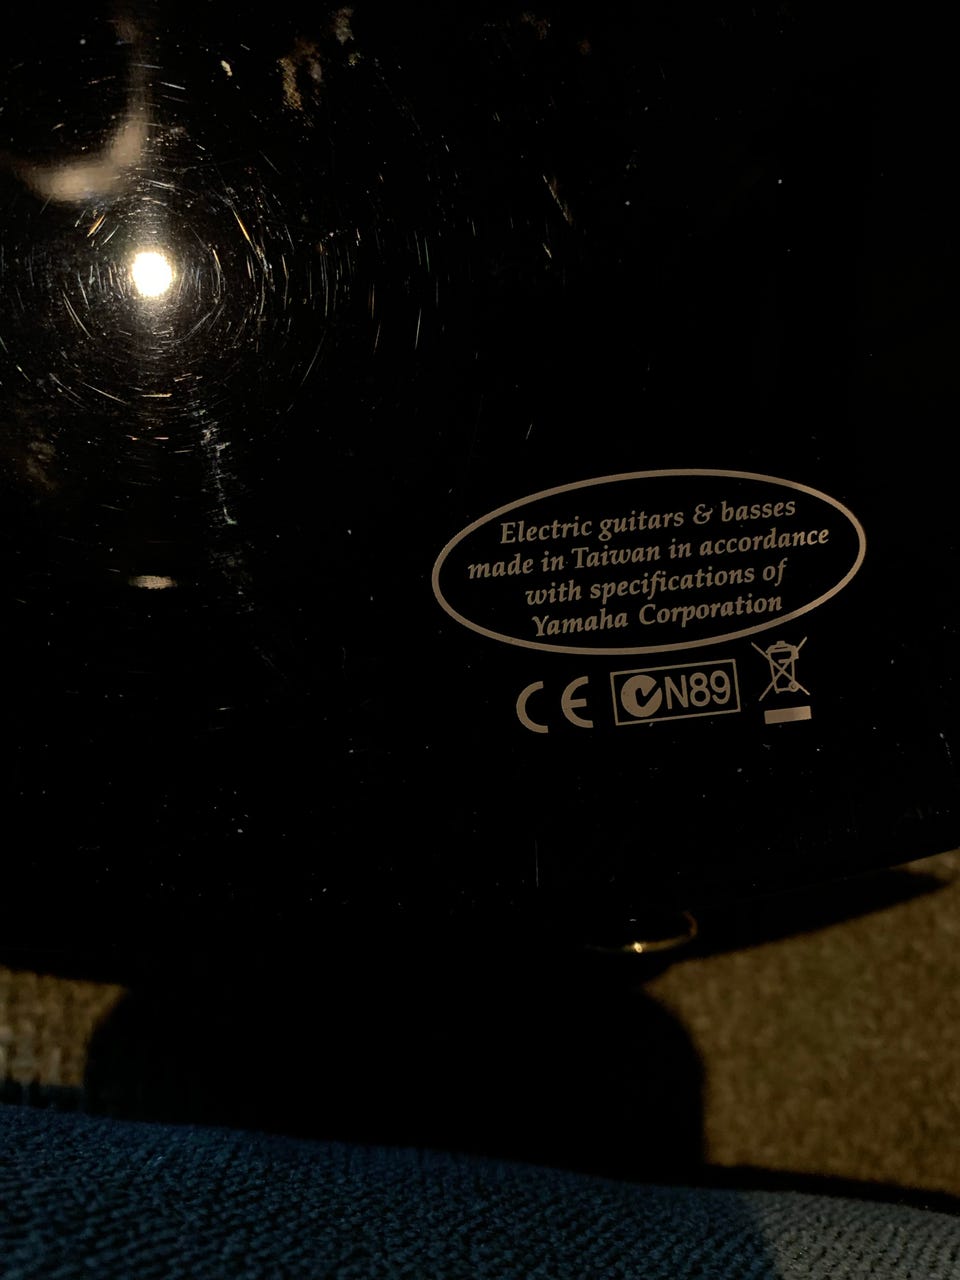 Electric guitars & basses
made in Taiwan in accordance
with specifications of
Yamaha Corporation
CE N89